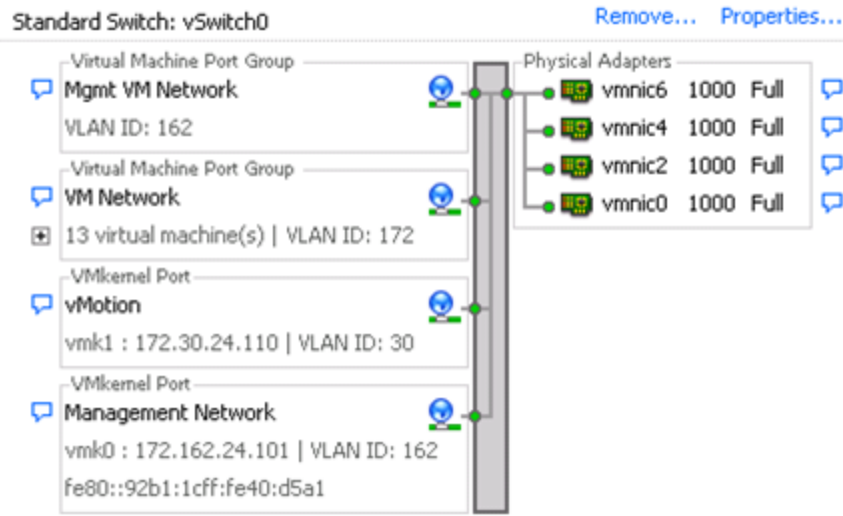 Standard Switch: vSwitch0
Remove... Properties...
Virtual Machine Port Group
Mgmt VM Network
VLAN ID: 162
Virtual Machine Port Group
VM Network
13 virtual machine(s) | VLAN ID: 172
VMkernel Port
vMotion
vmk1 : 172.30.24.110 | VLAN ID: 30
VMkernel Port
Management Network
vmk0 : 172.162.24.101 | VLAN ID: 162
fe80::92b1:1cff:fe40:d5a1
Physical Adapters
vmnic6 1000 Full
vmnic4 1000 Full
vmnic2 1000 Full
vmnic0 1000 Full